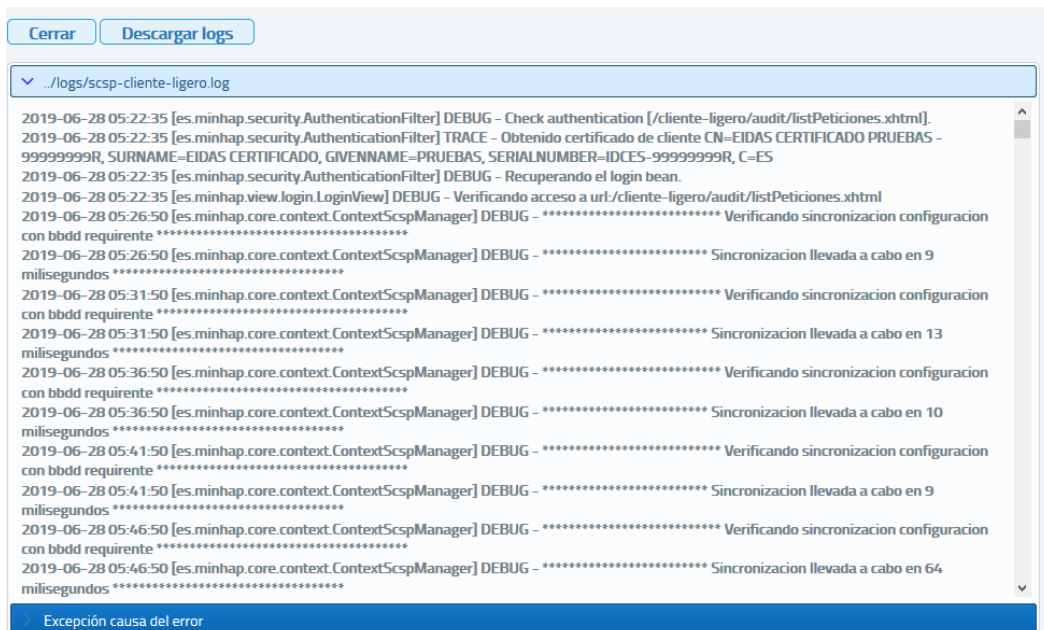 Cerrar
Descargar logs
../logs/scsp-cliente-ligero.log
2019-06-28 05:22:35 [es.minhap.security.AuthenticationFilter] DEBUG - Check authentication [/cliente-ligero/audit/listPeticiones.xhtml].
2019-06-28 05:22:35 [es.minhap.security.AuthenticationFilter] TRACE - Obtenido certificado de cliente CN=EIDAS CERTIFICADO PRUEBAS -
99999999R, SURNAME=EIDAS CERTIFICADO, GIVENNAME=PRUEBAS, SERIALNUMBER=IDCES-99999999R, C=ES
2019-06-28 05:22:35 [es.minhap.security.AuthenticationFilter] DEBUG - Recuperando el login bean.
2019-06-28 05:22:35 [es.minhap.view.login.LoginView] DEBUG - Verificando acceso a url:/cliente-ligero/audit/listPeticiones.xhtml
2019-06-28 05:26:50 [es.minhap.core.context.ContextScspManager] DEBUG - *************************** Verificando sincronizacion configuracion
con bbdd requirente **************************************
2019-06-28 05:26:50 [es.minhap.core.context.ContextScspManager] DEBUG - ************************* Sincronizacion llevada a cabo en 9
milisegundos ***********************************
2019-06-28 05:31:50 [es.minhap.core.context.ContextScspManager] DEBUG - *************************** Verificando sincronizacion configuracion
con bbdd requirente **************************************
2019-06-28 05:31:50 [es.minhap.core.context.ContextScspManager] DEBUG - ************************* Sincronizacion llevada a cabo en 13
milisegundos ***********************************
2019-06-28 05:36:50 [es.minhap.core.context.ContextScspManager] DEBUG - *************************** Verificando sincronizacion configuracion
con bbdd requirente **************************************
2019-06-28 05:36:50 [es.minhap.core.context.ContextScspManager] DEBUG - ************************* Sincronizacion llevada a cabo en 10
milisegundos ***********************************
2019-06-28 05:41:50 [es.minhap.core.context.ContextScspManager] DEBUG - *************************** Verificando sincronizacion configuracion
con bbdd requirente **************************************
2019-06-28 05:41:50 [es.minhap.core.context.ContextScspManager] DEBUG - ************************* Sincronizacion llevada a cabo en 9
milisegundos ***********************************
2019-06-28 05:46:50 [es.minhap.core.context.ContextScspManager] DEBUG - *************************** Verificando sincronizacion configuracion
con bbdd requirente **************************************
2019-06-28 05:46:50 [es.minhap.core.context.ContextScspManager] DEBUG - ************************* Sincronizacion llevada a cabo en 64
milisegundos ***********************************
Excepción causa del error